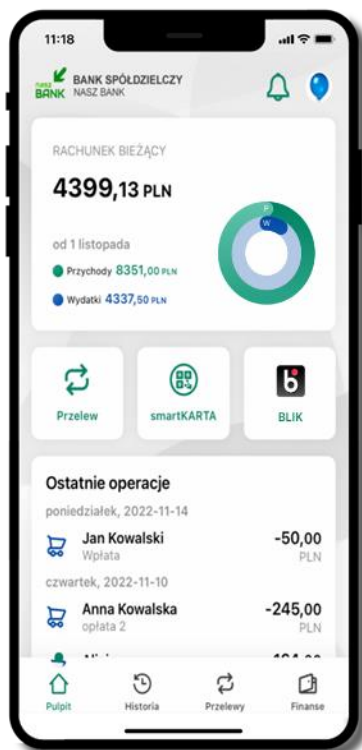 11:18
nasz BANK
BANK SPÓŁDZIELCZY
NASZ BANK
RACHUNEK BIEŻĄCY
4399,13 PLN
od 1 listopada
Przychody 8351,00 PLN
Wydatki 4337,50 PLN
P
W
Przelew
smartKARTA
BLIK
Ostatnie operacje
poniedziałek, 2022-11-14
Jan Kowalski -50,00
Wpłata PLN
czwartek, 2022-11-10
Anna Kowalska -245,00
opłata 2 PLN
Pulpit
Historia
Przelewy
Finanse